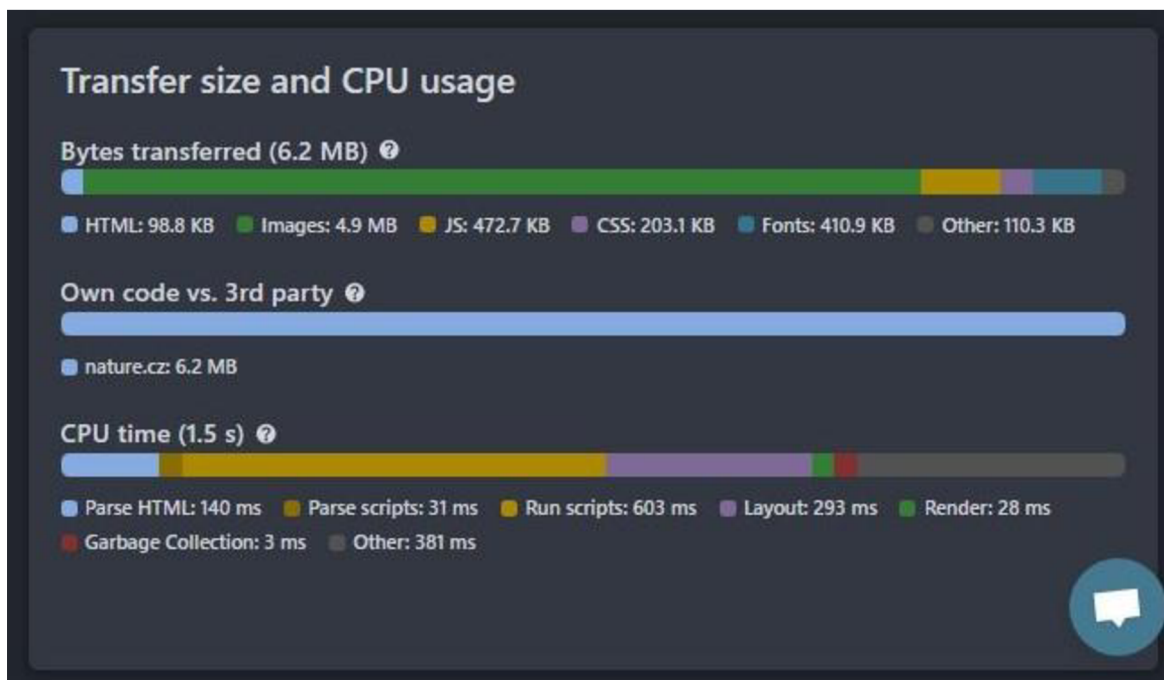 Transfer size and CPU usage
Bytes transferred (6.2 MB) ?
HTML: 98.8 KB Images: 4.9 MB JS: 472.7 KB CSS: 203.1 KB Fonts: 410.9 KB Other: 110.3 KB
Own code vs. 3rd party ?
nature.cz: 6.2 MB
CPU time (1.5 s) ?
Parse HTML: 140 ms Parse scripts: 31 ms Run scripts: 603 ms Layout: 293 ms Render: 28 ms
Garbage Collection: 3 ms Other: 381 ms